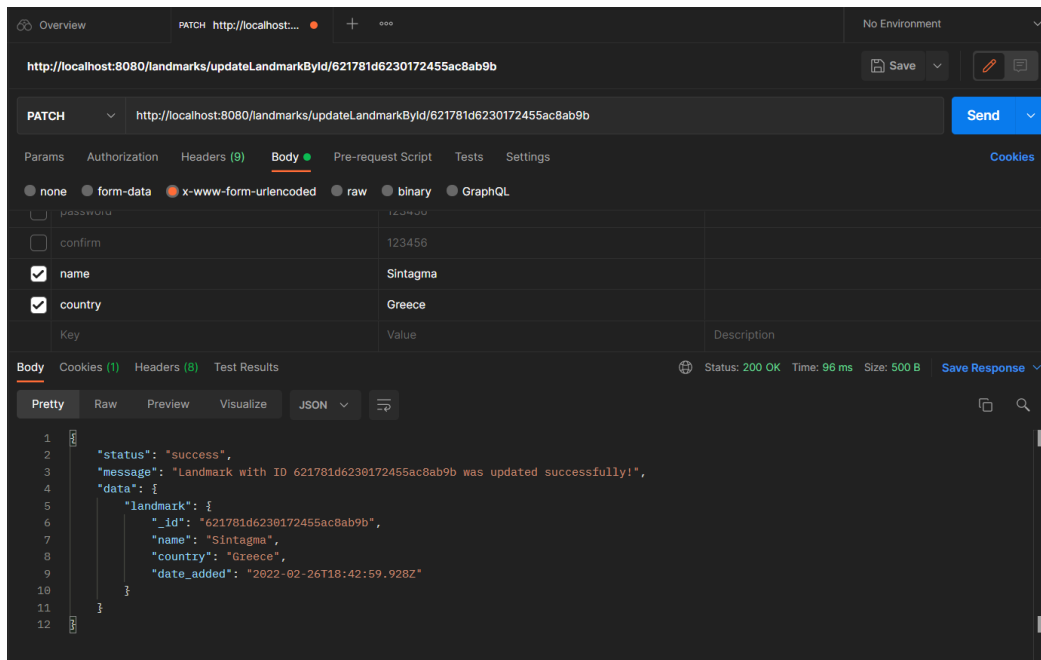 Overview PATCH http://localhost:... + ooo No Environment
http://localhost:8080/landmarks/updateLandmarkById/621781d6230172455ac8ab9b Save
PATCH http://localhost:8080/landmarks/updateLandmarkById/621781d6230172455ac8ab9b Send
Params Authorization Headers (9) Body Pre-request Script Tests Settings Cookies
none form-data x-www-form-urlencoded raw binary GraphQL
password 123456
confirm 123456
name Sintagma
country Greece
Key Value Description
Body Cookies (1) Headers (8) Test Results Status: 200 OK Time: 96 ms Size: 500 B Save Response
Pretty Raw Preview Visualize JSON
1 {
2 "status": "success",
3 "message": "Landmark with ID 621781d6230172455ac8ab9b was updated successfully!",
4 "data": {
5 "landmark": {
6 "_id": "621781d6230172455ac8ab9b",
7 "name": "Sintagma",
8 "country": "Greece",
9 "date_added": "2022-02-26T18:42:59.928Z"
10 }
11 }
12 }